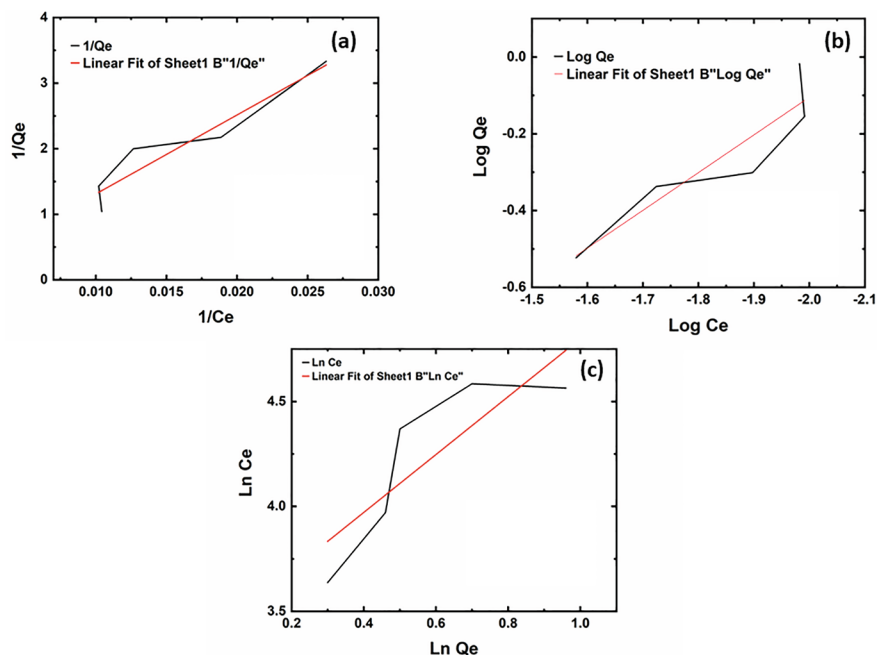 (a)
1/Qe
Linear Fit of Sheet1 B"1/Qe"
4
3
2
1
0
1/Qe
0.010
0.015
0.020
0.025
0.030
1/Ce
(b)
Log Qe
Linear Fit of Sheet1 B"Log Qe"
0.0
-0.2
-0.4
-0.6
Log Qe
-1.5
-1.6
-1.7
-1.8
-1.9
-2.0
-2.1
Log Ce
(c)
Ln Ce
Linear Fit of Sheet1 B"Ln Ce"
4.5
4.0
3.5
Ln Ce
0.2
0.4
0.6
0.8
1.0
Ln Qe